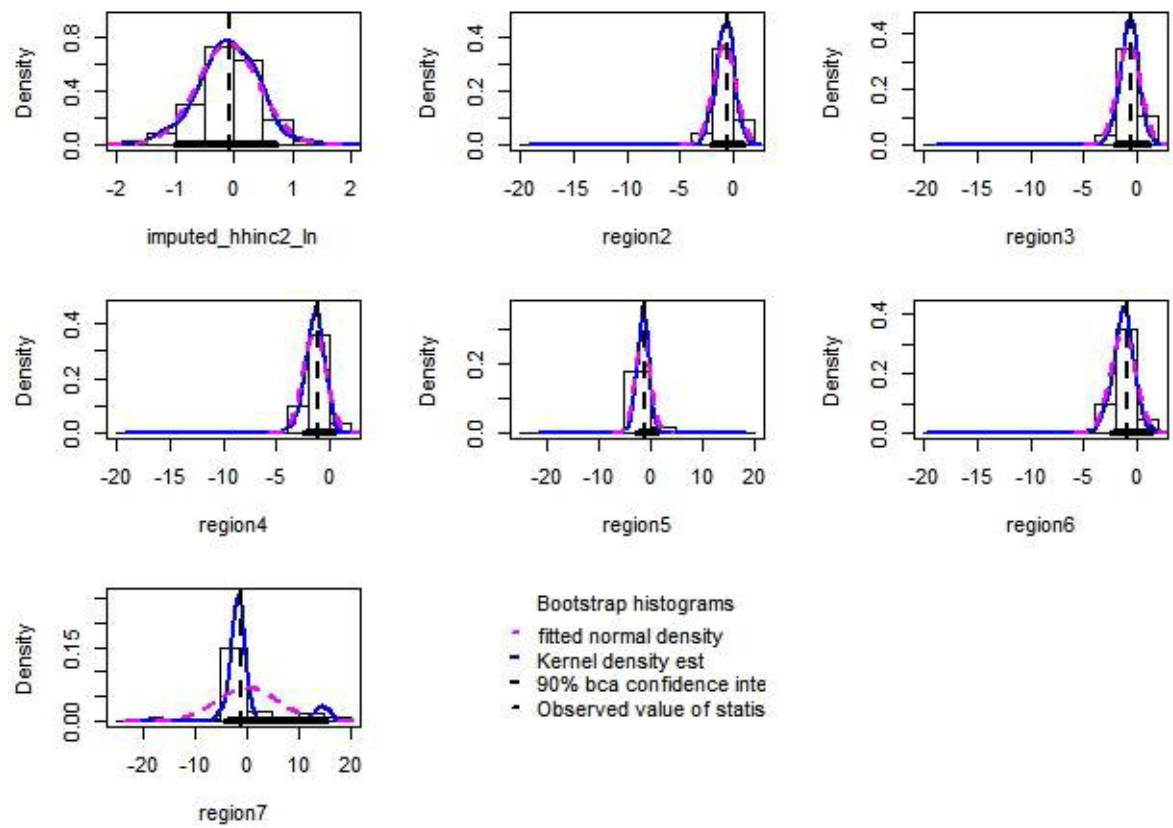 Density
0.0 0.4 0.8
-2 -1 0 1 2
imputed_hhinc2_ln
Density
0.0 0.2 0.4
-20 -15 -10 -5 0
region2
Density
0.0 0.2 0.4
-20 -15 -10 -5 0
region3
Density
0.0 0.2 0.4
-20 -15 -10 -5 0
region4
Density
0.0 0.2
-20 -10 0 10 20
region5
Density
0.0 0.2 0.4
-20 -15 -10 -5 0
region6
Density
0.00 0.15
-20 -10 0 10 20
region7
Bootstrap histograms
fitted normal density
Kernel density est
90% bca confidence inte
Observed value of statis